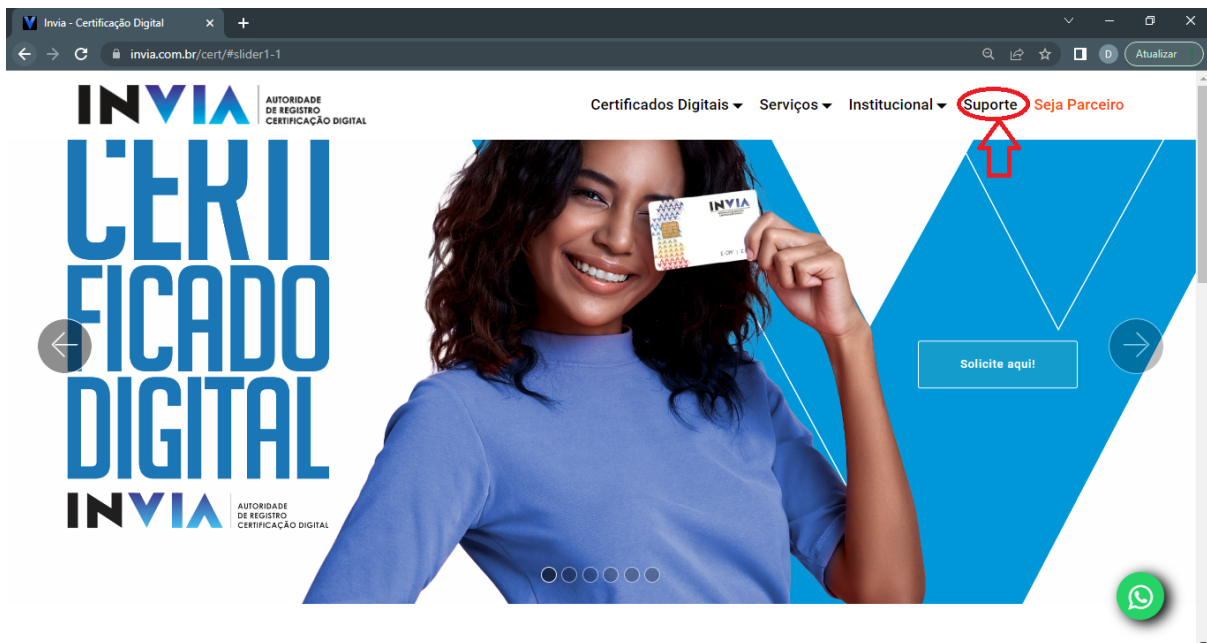 Invia - Certificação Digital
invia.com.br/cert/#slider1-1
D
Atualizar
INVIA
AUTORIDADE
DE REGISTRO
CERTIFICAÇÃO DIGITAL
Certificados Digitais Serviços Institucional Suporte Seja Parceiro
CERTI
FICADO
DIGITAL
INVIA
AUTORIDADE
DE REGISTRO
CERTIFICAÇÃO DIGITAL
INVIA
Solicite aqui!